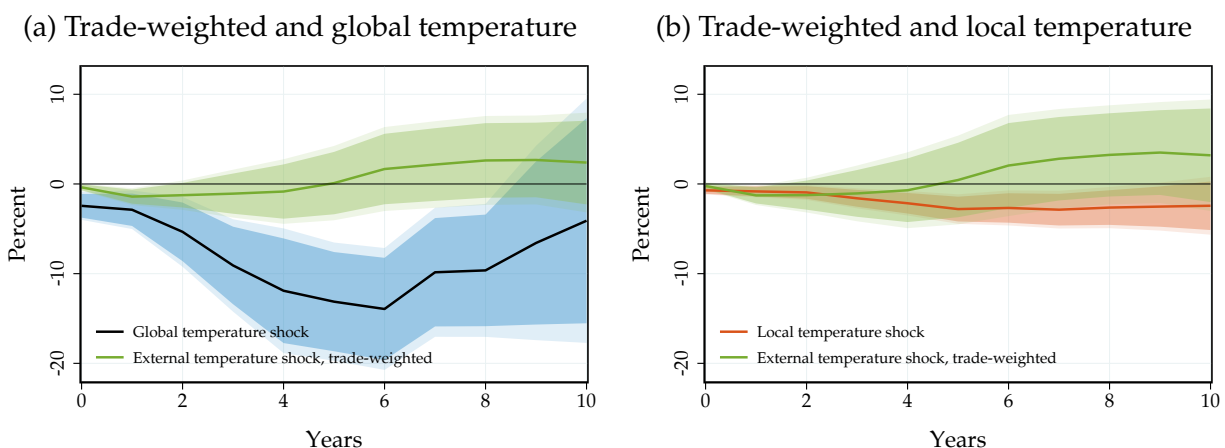 (a) Trade-weighted and global temperature
Percent
10
0
-10
-20
Global temperature shock
External temperature shock, trade-weighted
0 2 4 6 8 10
Years
(b) Trade-weighted and local temperature
Percent
10
0
-10
-20
Local temperature shock
External temperature shock, trade-weighted
0 2 4 6 8 10
Years